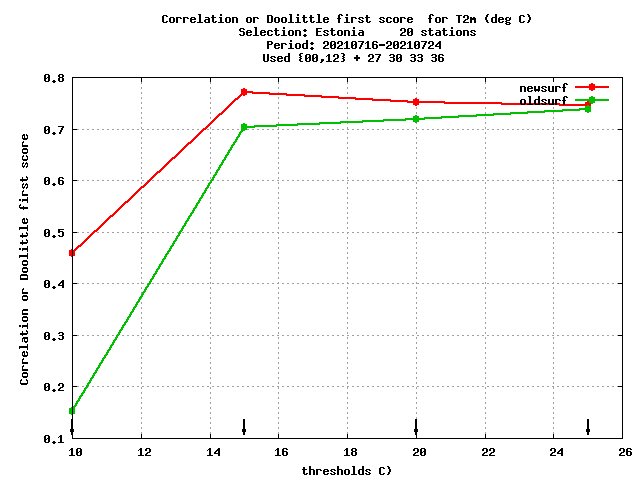 Correlation or Doolittle first score  for T2m (deg C)
Selection: Estonia     20 stations
Period: 20210716-20210724
Used {00,12} + 27 30 33 36
newsurf
oldsurf
Correlation or Doolittle first score
0.8
0.7
0.6
0.5
0.4
0.3
0.2
0.1
10 12 14 16 18 20 22 24 26
thresholds C)